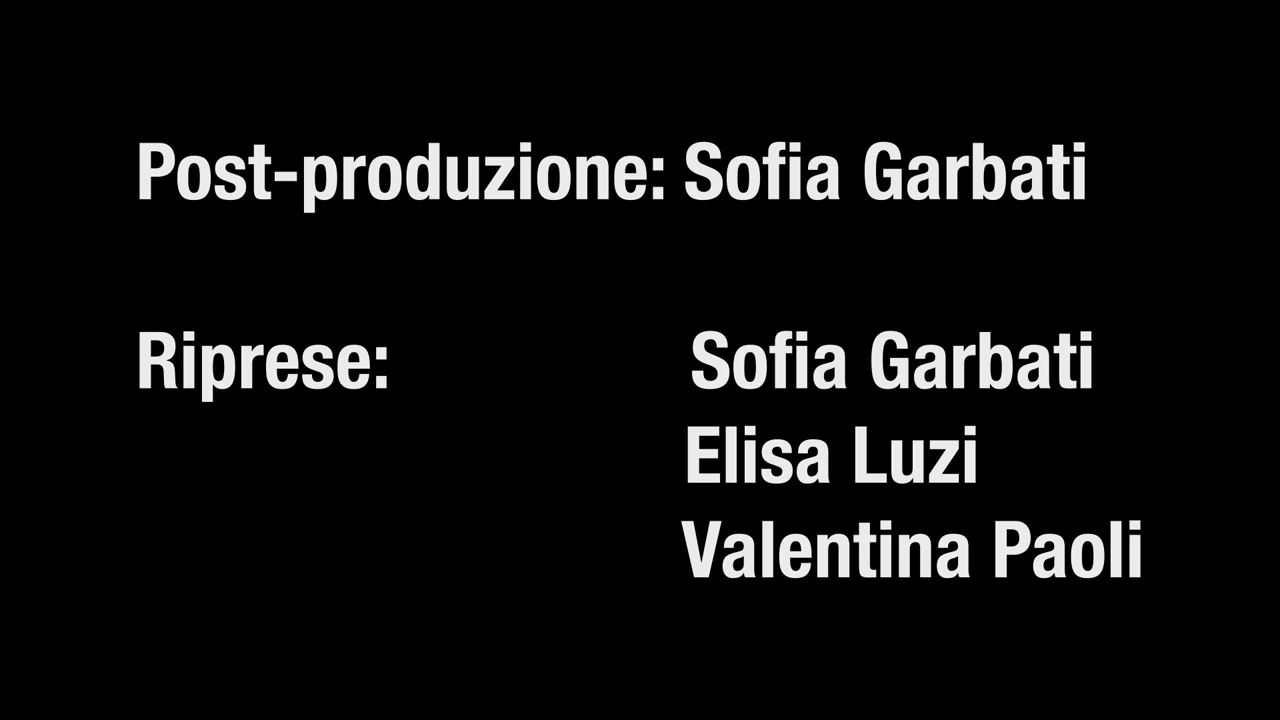 Post-produzione: Sofia Garbati
Riprese: Sofia Garbati
Elisa Luzi
Valentina Paoli